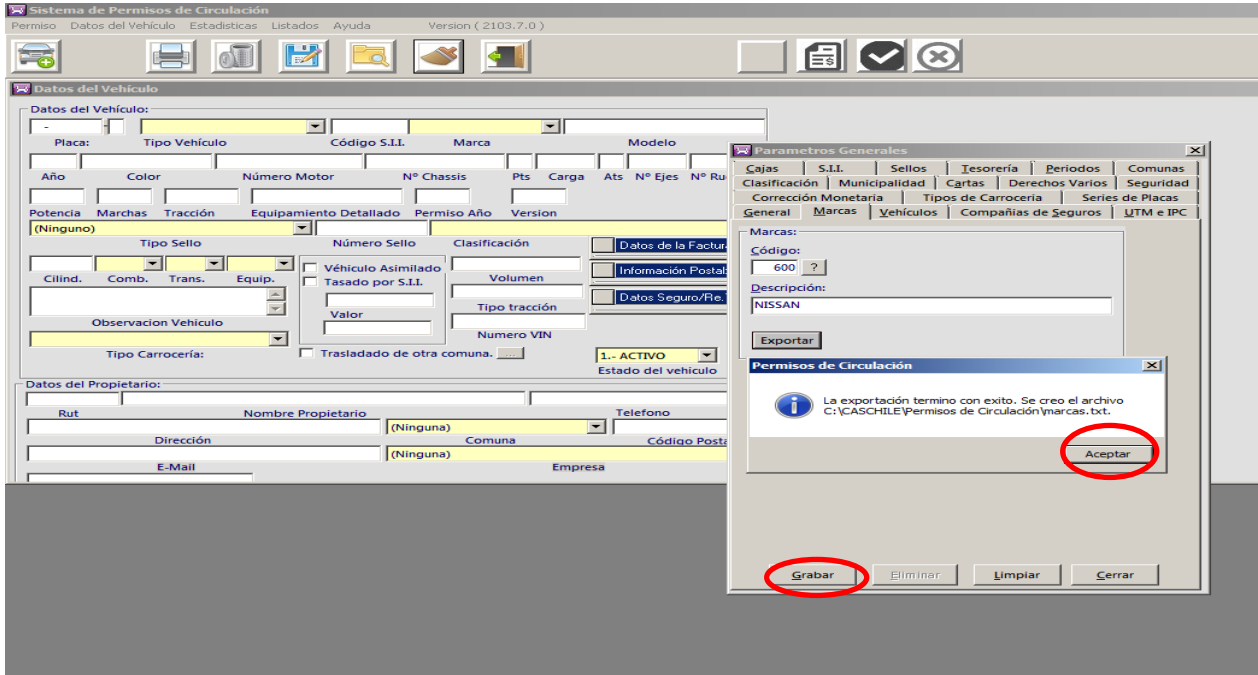 Sistema de Permisos de Circulación
Permiso Datos del Vehículo Estadisticas Listados Ayuda Version ( 2103.7.0 )
Datos del Vehículo
Datos del Vehículo:
- -
Placa: Tipo Vehículo Código S.I.I. Marca Modelo
Año Color Número Motor Nº Chassis Pts Carga Ats Nº Ejes Nº Ru
Potencia Marchas Tracción Equipamiento Detallado Permiso Año Version
(Ninguno)
Tipo Sello Número Sello Clasificación
Datos de la Factur
Cilind. Comb. Trans. Equip.
Véhiculo Asimilado
Tasado por S.I.I.
Valor
Volumen
Tipo tracción
Numero VIN
Información Postal
Datos Seguro/Re.
Observacion Vehiculo
Tipo Carrocería:
Trasladado de otra comuna. ...
1.- ACTIVO
Estado del vehiculo
Datos del Propietario:
Rut Nombre Propietario Telefono
(Ninguna)
Dirección Comuna Código Posta
(Ninguna)
E-Mail Empresa
Parametros Generales
Cajas S.I.I. Sellos Tesorería Periodos Comunas
Clasificación Municipalidad Cartas Derechos Varios Seguridad
Corrección Monetaria Tipos de Carroceria Series de Placas
General Marcas Vehículos Compañias de Seguros UTM e IPC
Marcas:
Código:
600 ?
Descripción:
NISSAN
Exportar
Permisos de Circulación
La exportación termino con exito. Se creo el archivo
C:\CASCHILE\Permisos de Circulación\marcas.txt.
Aceptar
Grabar Eliminar Limpiar Cerrar